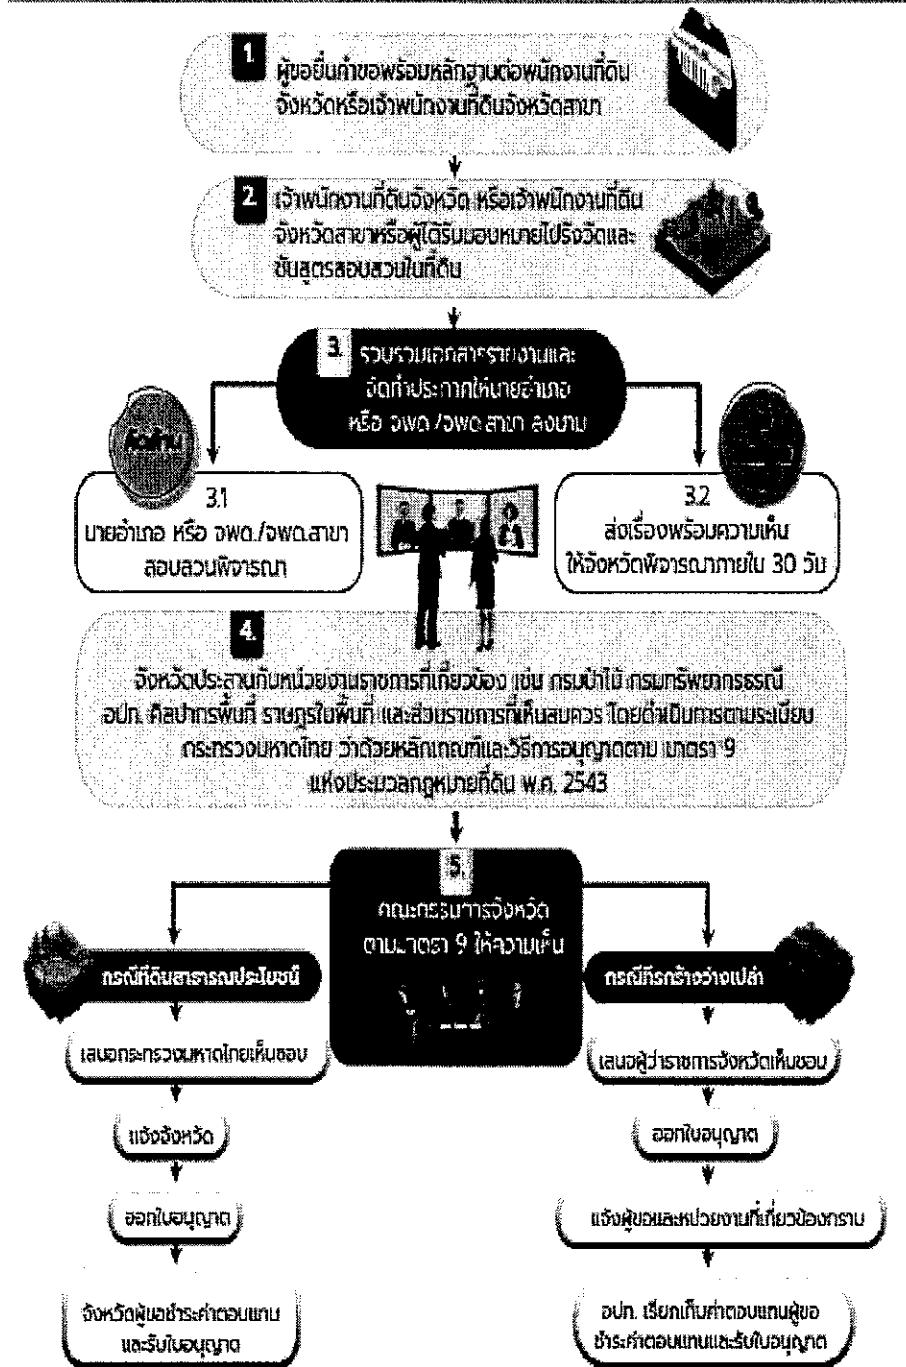 1.
ผู้ขอยื่นคำขอพร้อมหลักฐานต่อพนักงานที่ดิน
จังหวัดหรือเจ้าพนักงานที่ดินจังหวัดสาขา
2.
เจ้าพนักงานที่ดินจังหวัด หรือเจ้าพนักงานที่ดิน
จังหวัดสาขาหรือผู้ได้รับมอบหมายไปรังวัดและ
ชันสูตรสอบสวนในที่ดิน
3.
รวบรวมเอกสารรายงานและ
จัดทำประกาศให้นายอำเภอ
หรือ จพด./จพด.สาขา ลงนาม
คัดค้าน
3.1
นายอำเภอ หรือ จพด./จพด.สาขา
สอบสวนพิจารณา
3.2
ส่งเรื่องพร้อมความเห็น
ให้จังหวัดพิจารณาภายใน 30 วัน
4.
จังหวัดประสานกับหน่วยงานราชการที่เกี่ยวข้อง เช่น กรมป่าไม้ กรมทรัพยากรธรณี
อปท. ศิลปากรพื้นที่ ราษฎรในพื้นที่ และส่วนราชการที่เห็นสมควร โดยดำเนินการตามระเบียบ
กระทรวงมหาดไทย ว่าด้วยหลักเกณฑ์และวิธีการอนุญาตตาม มาตรา 9
แห่งประมวลกฎหมายที่ดิน พ.ศ. 2543
5.
คณะกรรมการจังหวัด
ตามมาตรา 9 ให้ความเห็น
กรณีที่ดินสาธารณประโยชน์
เสนอกระทรวงมหาดไทยเห็นชอบ
แจ้งจังหวัด
ออกใบอนุญาต
จังหวัดผู้ขอชำระค่าตอบแทน
และรับใบอนุญาต
กรณีที่รกร้างว่างเปล่า
เสนอผู้ว่าราชการจังหวัดเห็นชอบ
ออกใบอนุญาต
แจ้งผู้ขอและหน่วยงานที่เกี่ยวข้องทราบ
อปท. เรียกเก็บค่าตอบแทนผู้ขอ
ชำระค่าตอบแทนและรับใบอนุญาต